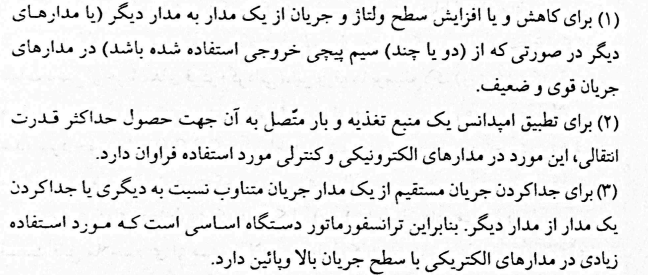 (۱) برای کاهش و یا افزایش سطح ولتاژ و جریان از یک مدار به مدار دیگر (یا مدارهای
دیگر در صورتی که از (دو یا چند) سیم پیچی خروجی استفاده شده باشد) در مدارهای
جریان قوی و ضعیف.
(۲) برای تطبیق امپدانس یک منبع تغذیه و بار متّصل به آن جهت حصول حداکثر قدرت
انتقالی، این مورد در مدارهای الکترونیکی و کنترلی مورد استفاده فراوان دارد.
(۳) برای جداکردن جریان مستقیم از یک مدار جریان متناوب نسبت به دیگری یا جداکردن
یک مدار از مدار دیگر. بنابراین ترانسفورماتور دستگاه اساسی است که مورد استفاده
زیادی در مدارهای الکتریکی با سطح جریان بالا وپائین دارد.